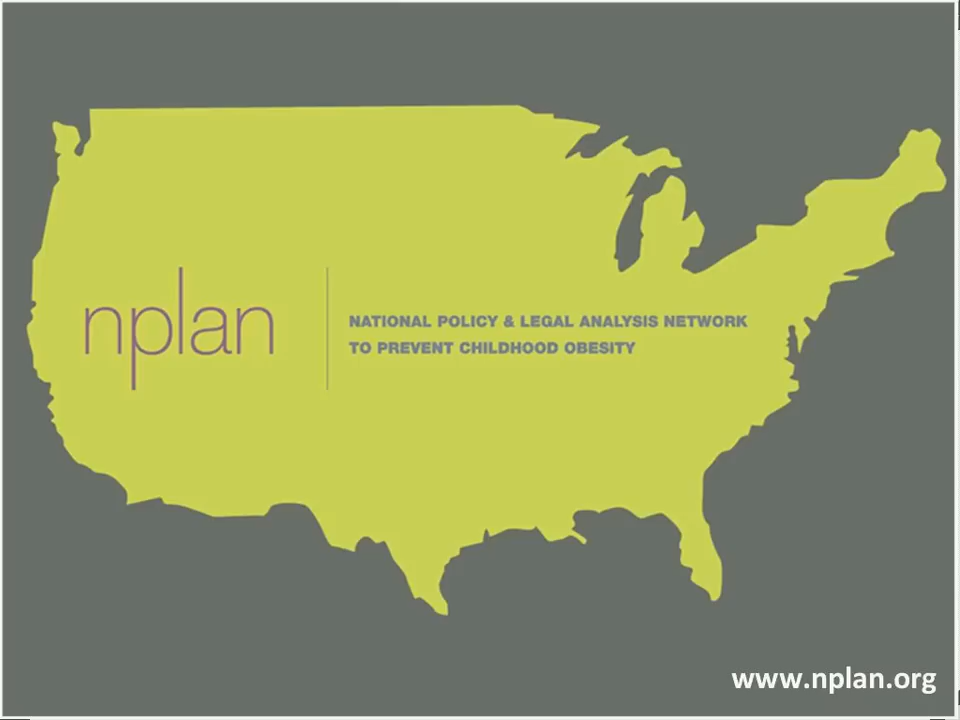 nplan
NATIONAL POLICY & LEGAL ANALYSIS NETWORK
TO PREVENT CHILDHOOD OBESITY
www.nplan.org